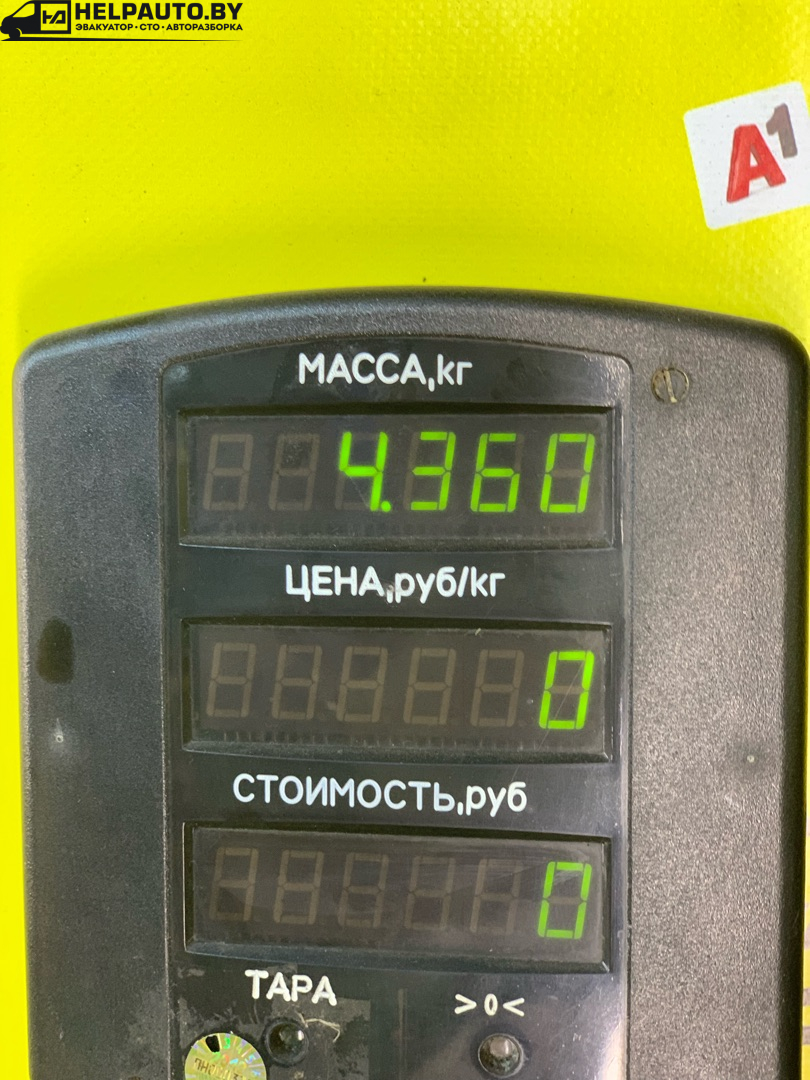 HELPAUTO.BY
ЭВАКУАТОР • СТО • АВТОРАЗБОРКА
A1
МАССА,кг
4.360
ЦЕНА,руб/кг
0
СТОИМОСТЬ,руб
0
ТАРА
>0<